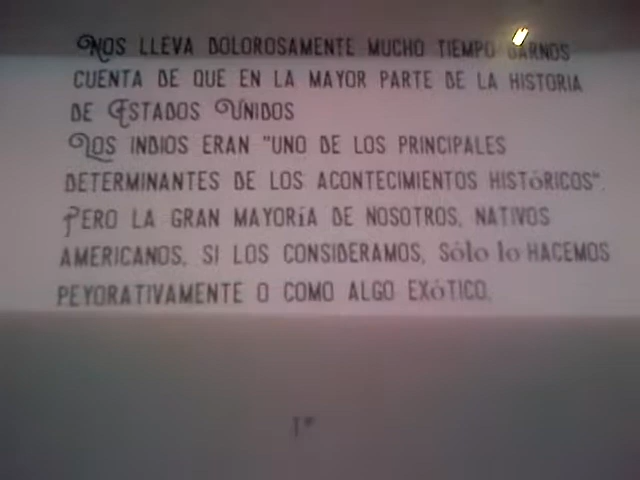 Nos lleva dolorosamente mucho tiempo darnos
cuenta de que en la mayor parte de la historia
de Estados Unidos
Los indios eran "uno de los principales
determinantes de los acontecimientos históricos".
Pero la gran mayoría de nosotros, nativos
americanos, si los consideramos, sólo lo hacemos
peyorativamente o como algo exótico.